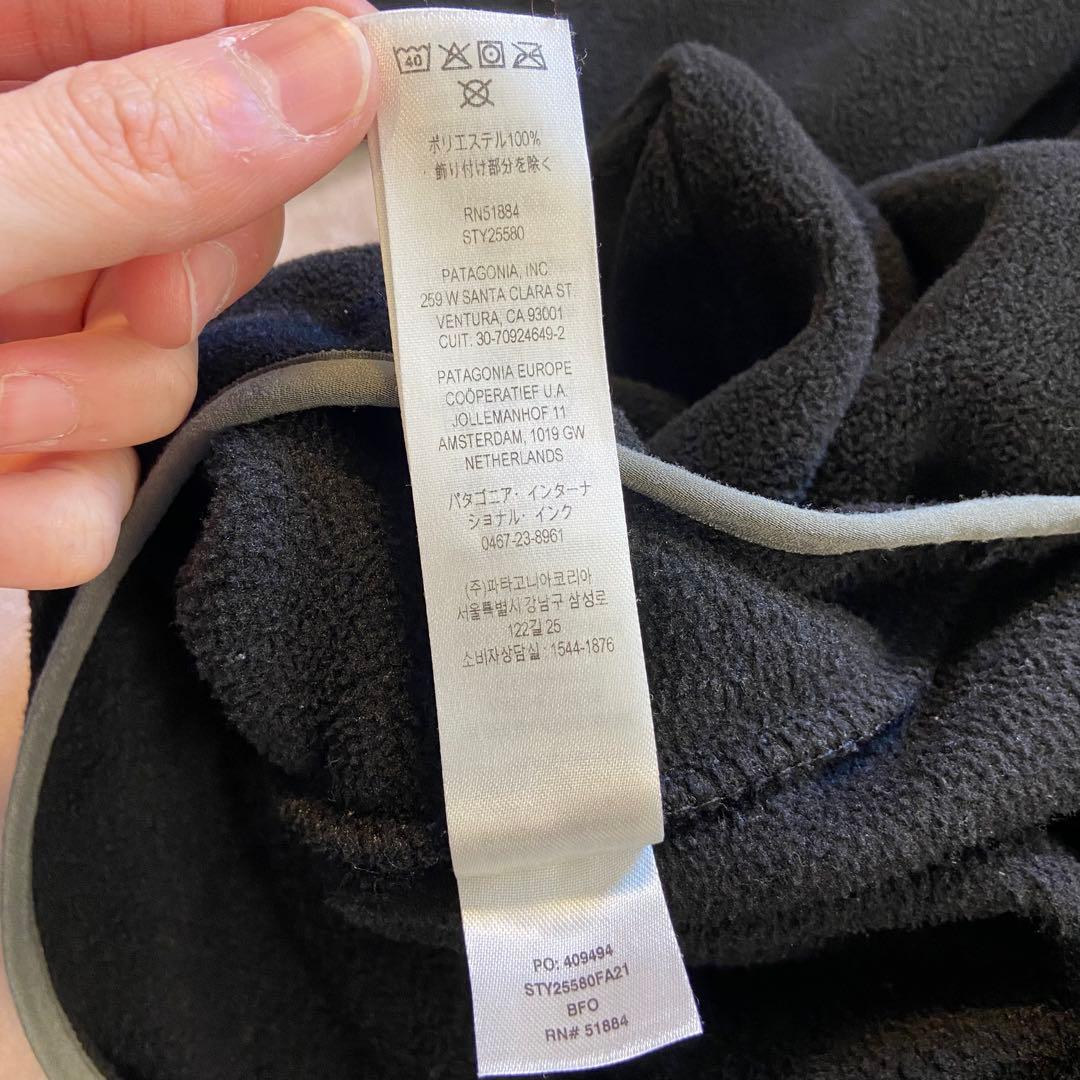 40
ポリエステル100%
・飾り付け部分を除く
RN51884
STY25580
PATAGONIA, INC
259 W SANTA CLARA ST.
VENTURA, CA 93001
CUIT: 30-70924649-2
PATAGONIA EUROPE
COÖPERATIEF U.A.
JOLLEMANHOF 11
AMSTERDAM, 1019 GW
NETHERLANDS
パタゴニア・インターナ
ショナル・インク
0467-23-8961
(주)파타고니아코리아
서울특별시 강남구 삼성로
122길 25
소비자상담실 : 1544-1876
PO: 409494
STY25580FA21
BFO
RN# 51884